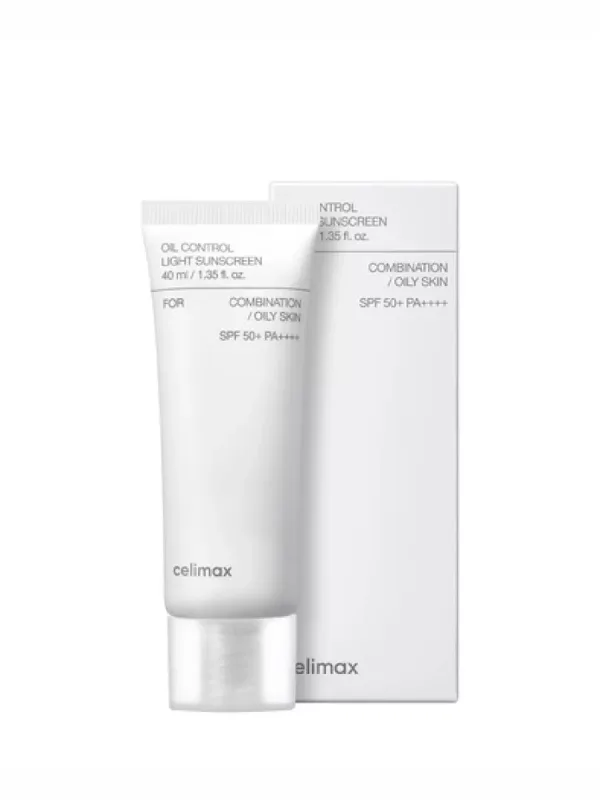 OIL CONTROL
LIGHT SUNSCREEN
40 ml / 1.35 fl. oz.
FOR COMBINATION
/ OILY SKIN
SPF 50+ PA++++
celimax
NTROL
SUNSCREEN
1.35 fl. oz.
COMBINATION
/ OILY SKIN
SPF 50+ PA++++
elimax